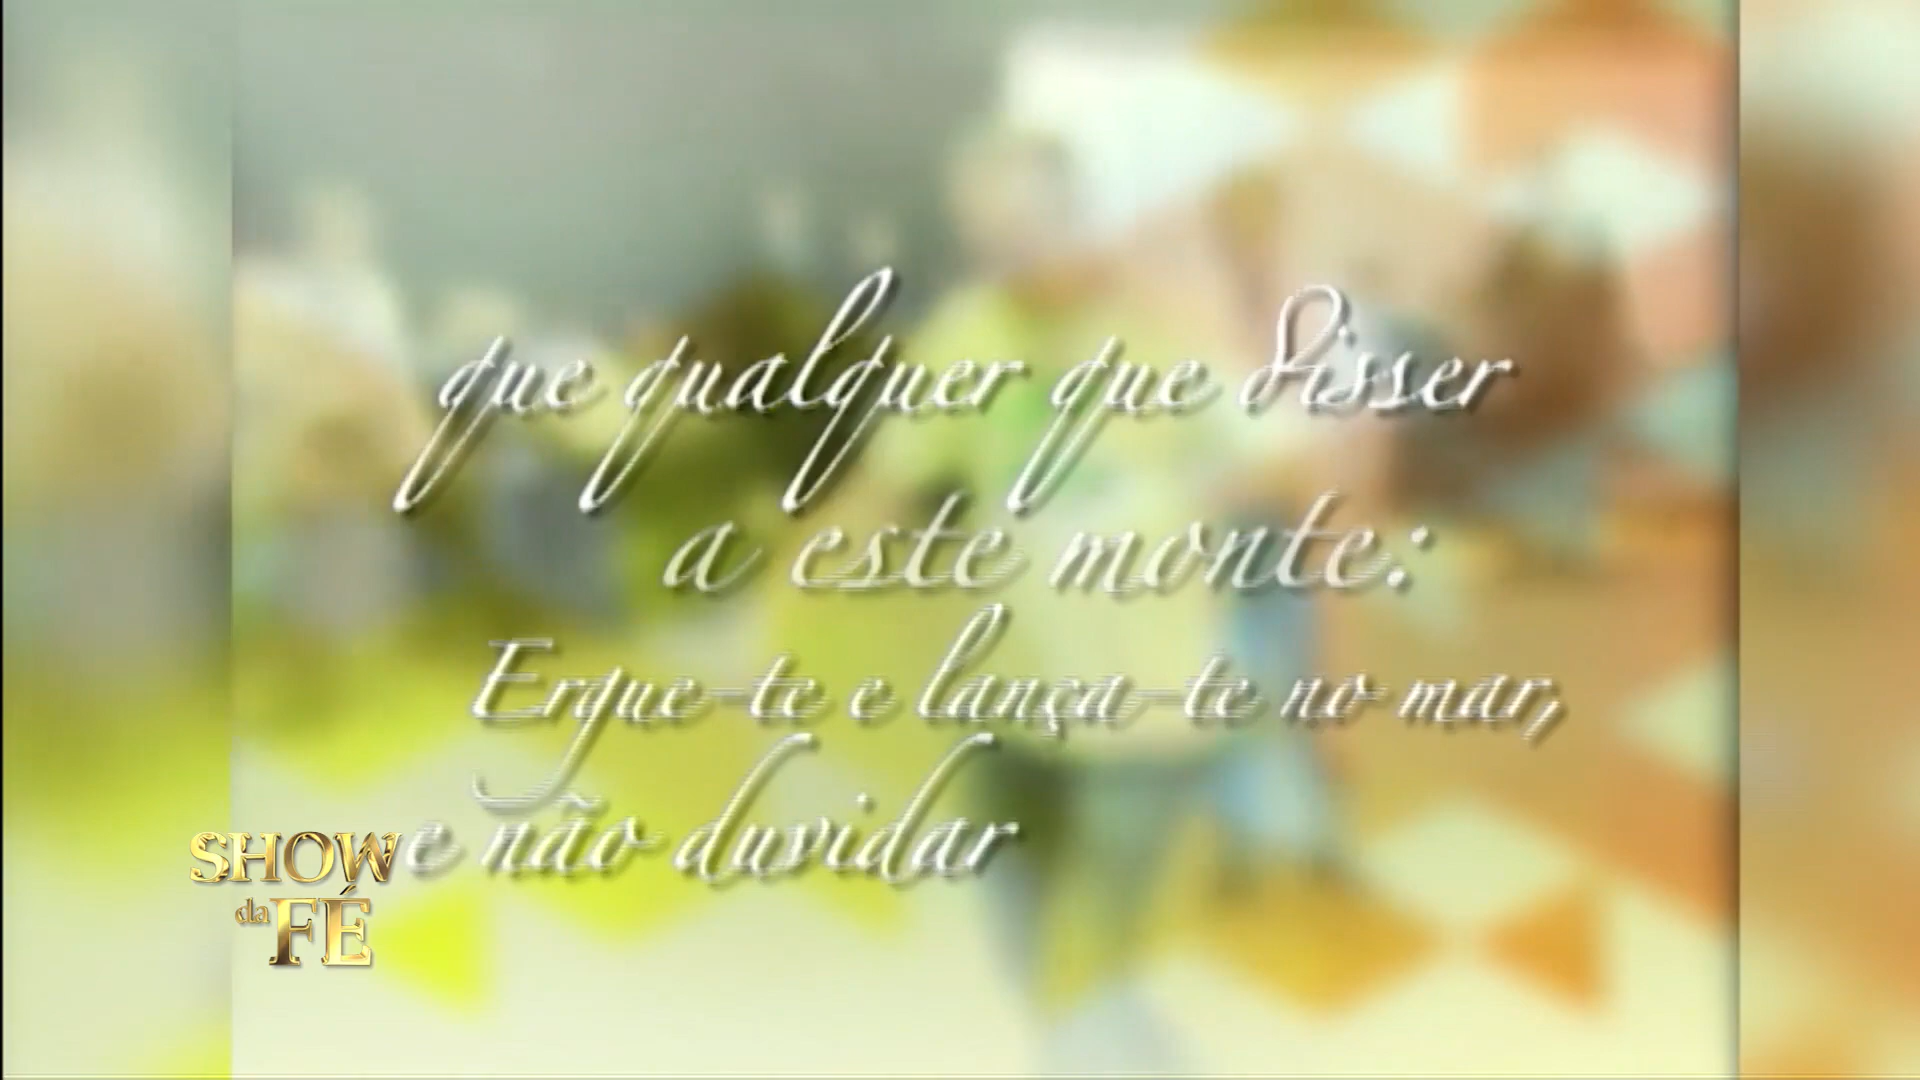 que qualquer que disser
a este monte:
Ergue-te e lança-te no mar,
e não duvidar
SHOW
da FÉ